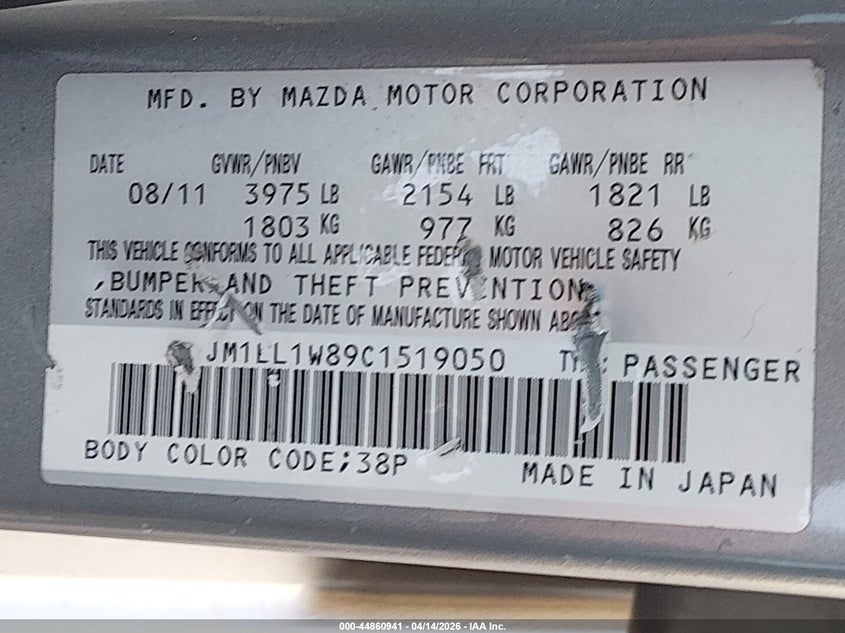 MFD. BY MAZDA MOTOR CORPORATION
DATE GVWR/PNBV GAWR/PNBE FRT GAWR/PNBE RR
08/11 3975 LB 2154 LB 1821 LB
1803 KG 977 KG 826 KG
THIS VEHICLE CONFORMS TO ALL APPLICABLE FEDERAL MOTOR VEHICLE SAFETY
,BUMPER, AND THEFT PREVENTION
STANDARDS IN EFFECT ON THE DATE OF MANUFACTURE SHOWN ABOVE
JM1LL1W89C1519050 TYPE: PASSENGER
BODY COLOR CODE;38P MADE IN JAPAN
000-44860941 - 04/14/2026 - IAA Inc.